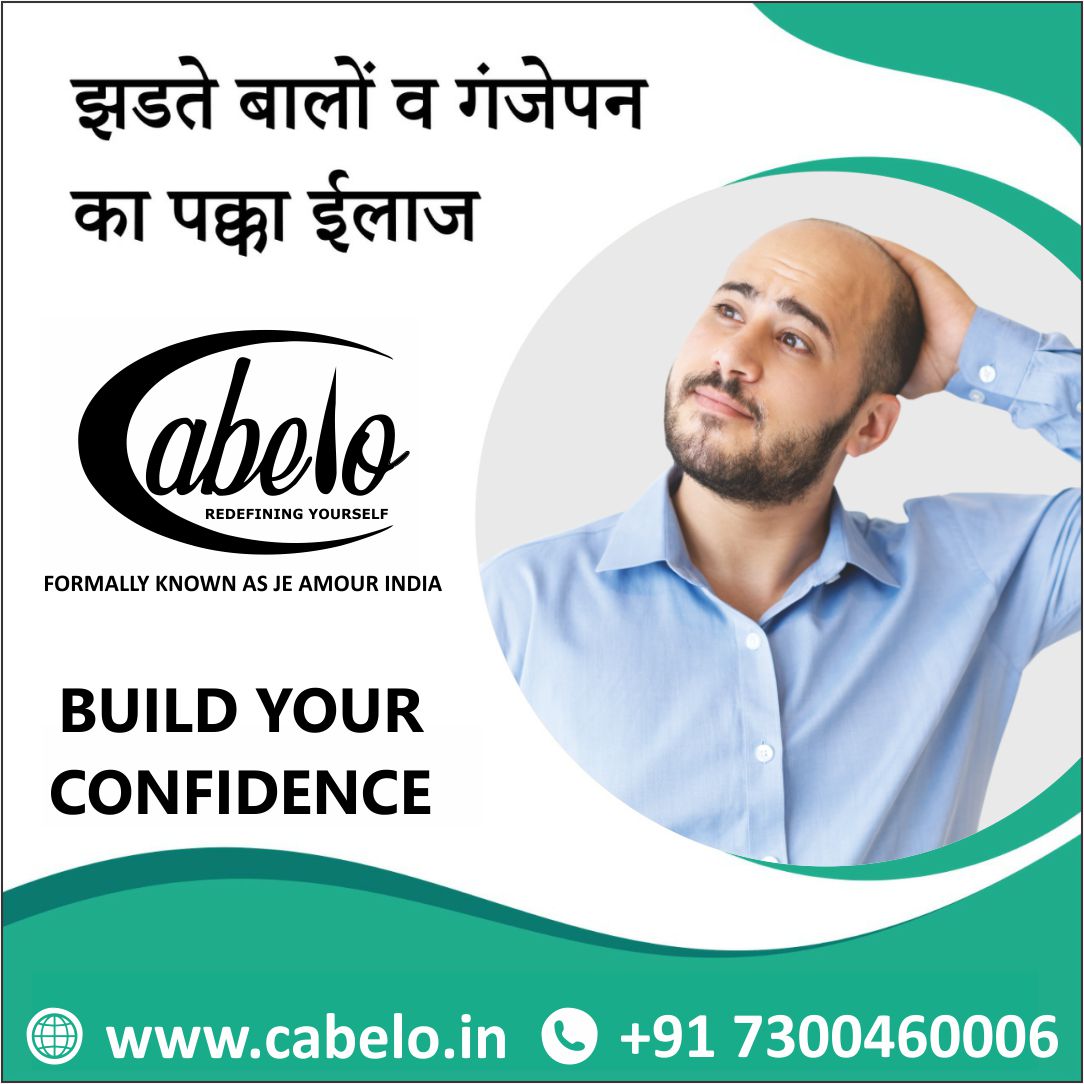 झडते बालों व गंजेपन
का पक्का ईलाज
Cabelo
REDEFINING YOURSELF
FORMALLY KNOWN AS JE AMOUR INDIA
BUILD YOUR
CONFIDENCE
www.cabelo.in +91 7300460006